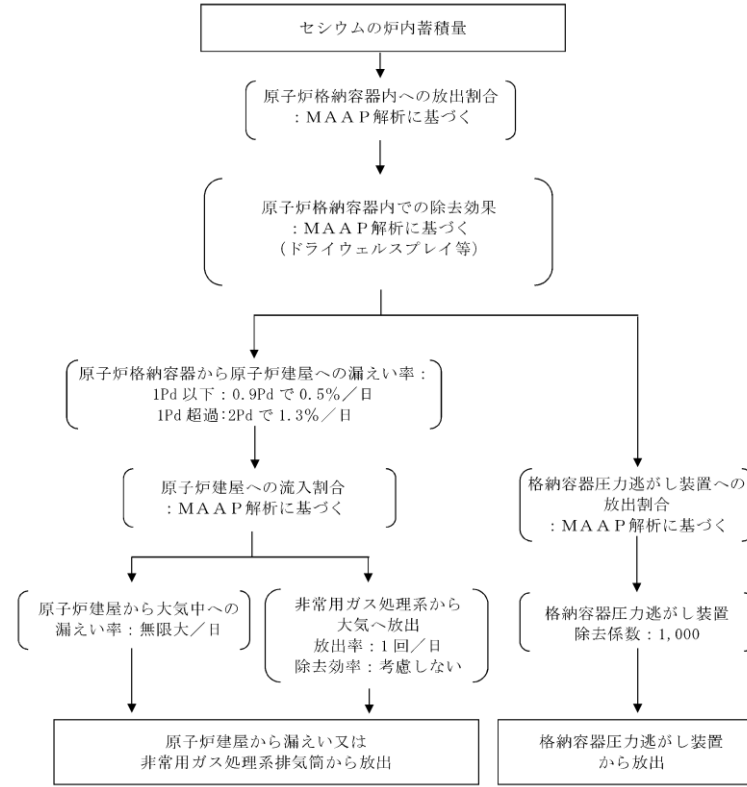 セシウムの炉内蓄積量
原子炉格納容器内への放出割合
：ＭＡＡＰ解析に基づく
原子炉格納容器内での除去効果
：ＭＡＡＰ解析に基づく
(ドライウェルスプレイ等)
原子炉格納容器から原子炉建屋への漏えい率：
1Pd 以下：0.9Pd で 0.5%／日
1Pd 超過:2Pd で 1.3%／日
原子炉建屋への流入割合
：ＭＡＡＰ解析に基づく
格納容器圧力逃がし装置への
放出割合
：ＭＡＡＰ解析に基づく
原子炉建屋から大気中への
漏えい率：無限大／日
非常用ガス処理系から
大気へ放出
放出率：1 回／日
除去効率：考慮しない
格納容器圧力逃がし装置
除去係数：1,000
原子炉建屋から漏えい又は
非常用ガス処理系排気筒から放出
格納容器圧力逃がし装置
から放出